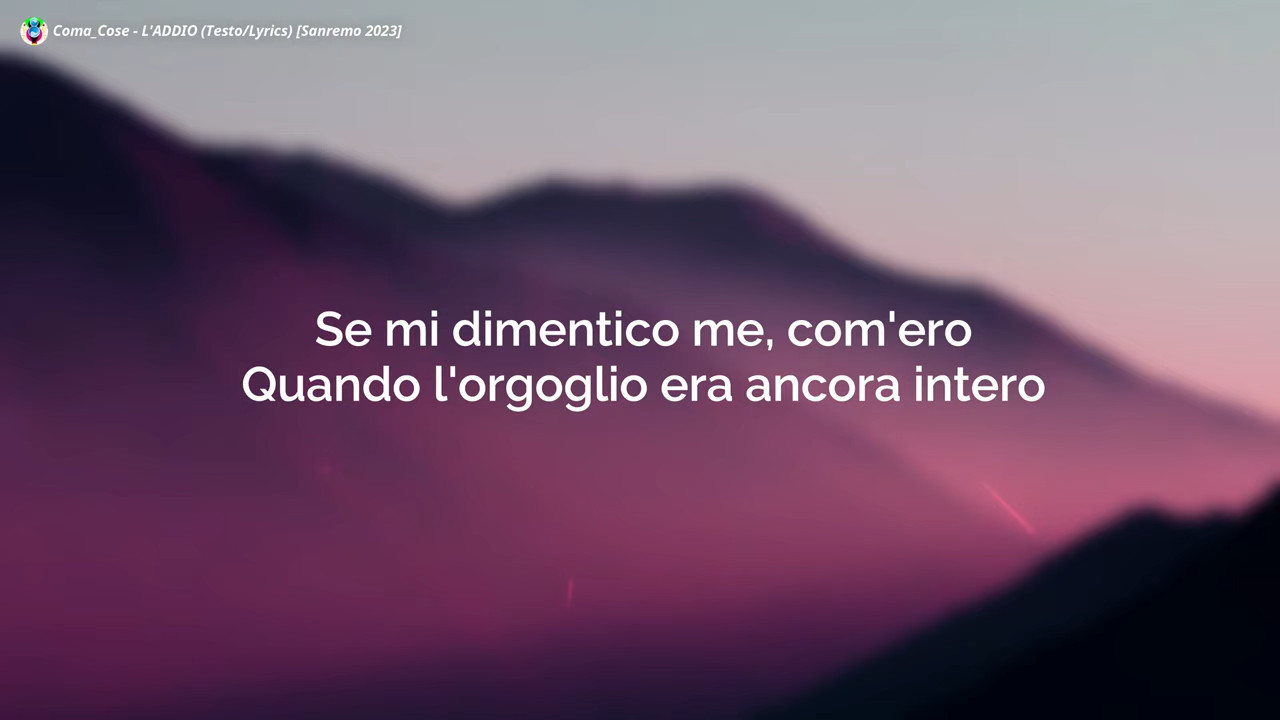 Coma_Cose - L'ADDIO (Testo/Lyrics) [Sanremo 2023]
Se mi dimentico me, com'ero
Quando l'orgoglio era ancora intero